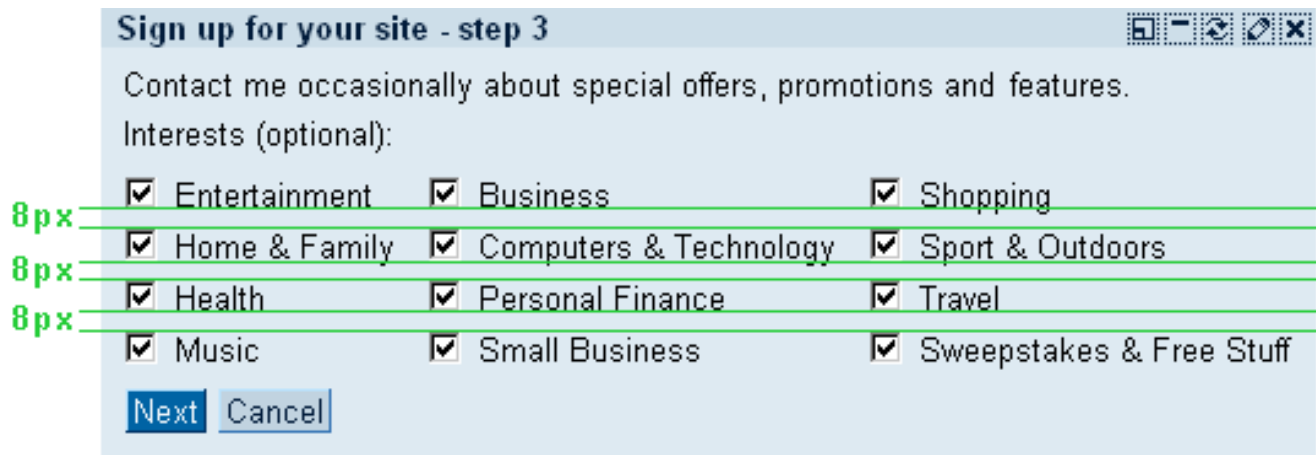 Sign up for your site - step 3
Contact me occasionally about special offers, promotions and features.
Interests (optional):
Entertainment Business Shopping
8px
Home & Family Computers & Technology Sport & Outdoors
8px
Health Personal Finance Travel
8px
Music Small Business Sweepstakes & Free Stuff
Next Cancel